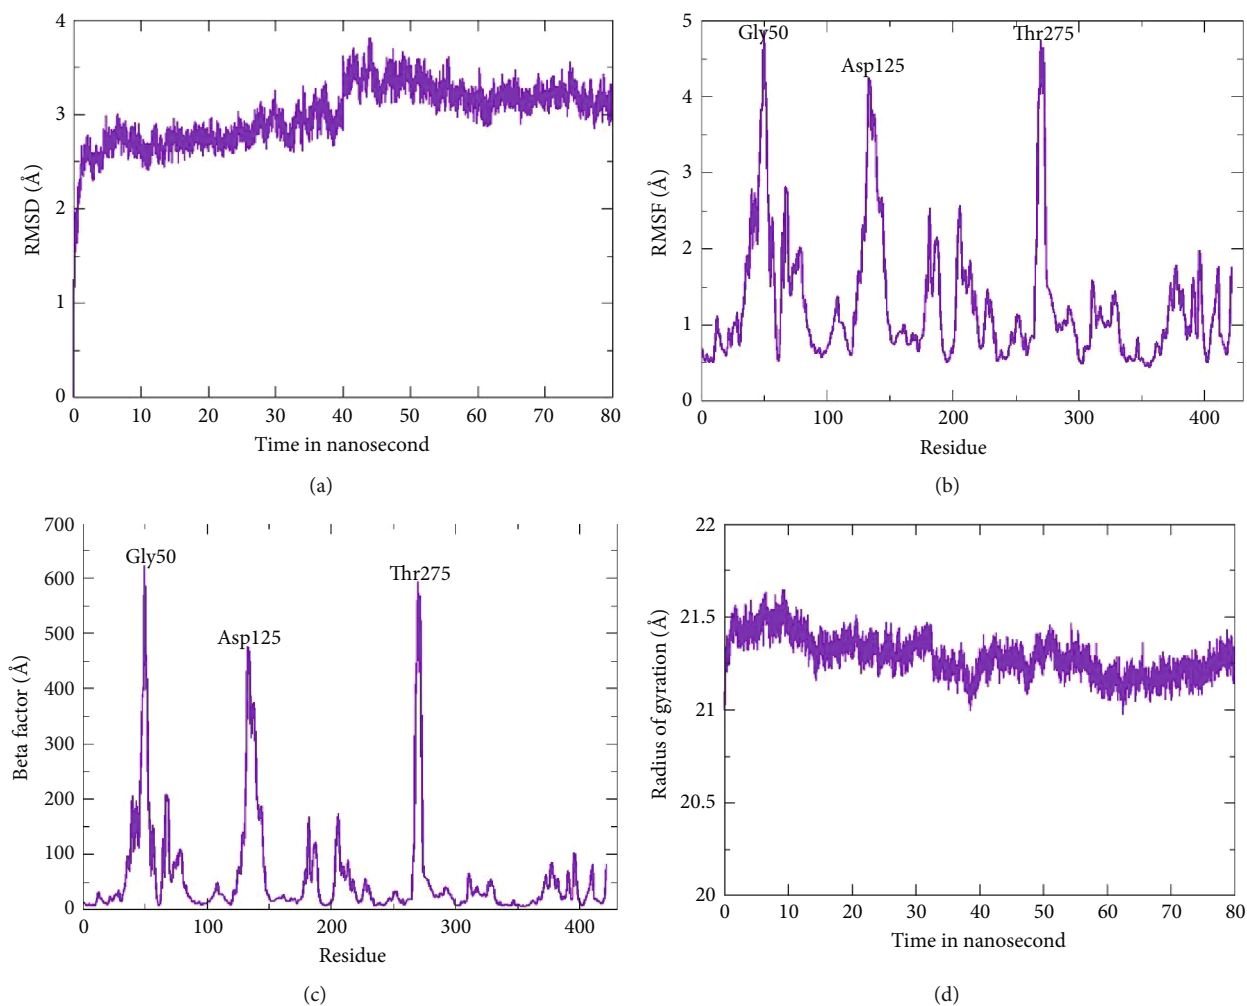 4
3
2
1
0
RMSD (Å)
0 10 20 30 40 50 60 70 80
Time in nanosecond
(a)
5
4
3
2
1
0
RMSF (Å)
Gly50
Asp125
Thr275
0 100 200 300 400
Residue
(b)
700
600
500
400
300
200
100
0
Beta factor (Å)
Gly50
Asp125
Thr275
0 100 200 300 400
Residue
(c)
22
21.5
21
20.5
20
Radius of gyration (Å)
0 10 20 30 40 50 60 70 80
Time in nanosecond
(d)